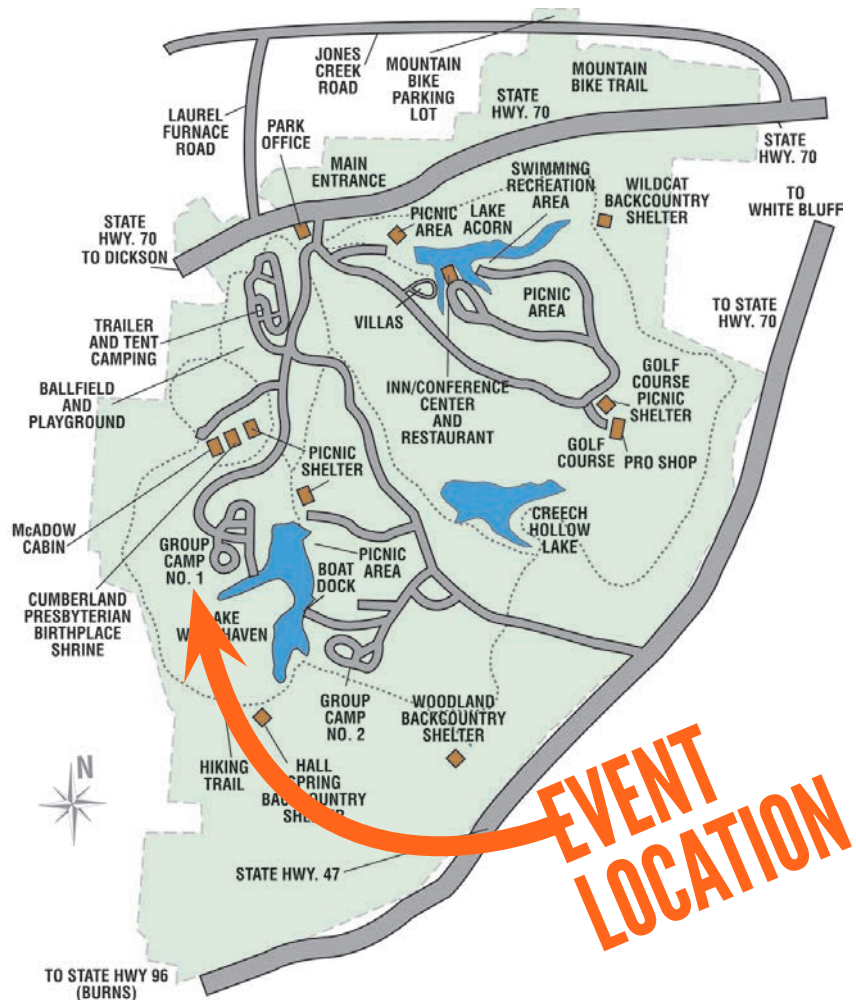 JONES
CREEK
ROAD
MOUNTAIN
BIKE
PARKING
LOT
MOUNTAIN
BIKE TRAIL
STATE
HWY. 70
LAUREL
FURNACE
ROAD
PARK
OFFICE
MAIN
ENTRANCE
STATE
HWY. 70
SWIMMING
RECREATION
AREA
WILDCAT
BACKCOUNTRY
SHELTER
TO
WHITE BLUFF
STATE
HWY. 70
TO DICKSON
PICNIC
AREA
LAKE
ACORN
PICNIC
AREA
TO STATE
HWY. 70
VILLAS
TRAILER
AND TENT
CAMPING
BALLFIELD
AND
PLAYGROUND
INN/CONFERENCE
CENTER
AND
RESTAURANT
GOLF
COURSE
PICNIC
SHELTER
GOLF
COURSE
PRO SHOP
PICNIC
SHELTER
McADOW
CABIN
CREECH
HOLLOW
LAKE
GROUP
CAMP
NO. 1
PICNIC
AREA
BOAT
DOCK
CUMBERLAND
PRESBYTERIAN
BIRTHPLACE
SHRINE
LAKE
HAVEN
GROUP
CAMP
NO. 2
WOODLAND
BACKCOUNTRY
SHELTER
N
HIKING
TRAIL
HALL
SPRING
BACKCOUNTRY
SHELTER
EVENT
LOCATION
STATE HWY. 47
TO STATE HWY 96
(BURNS)